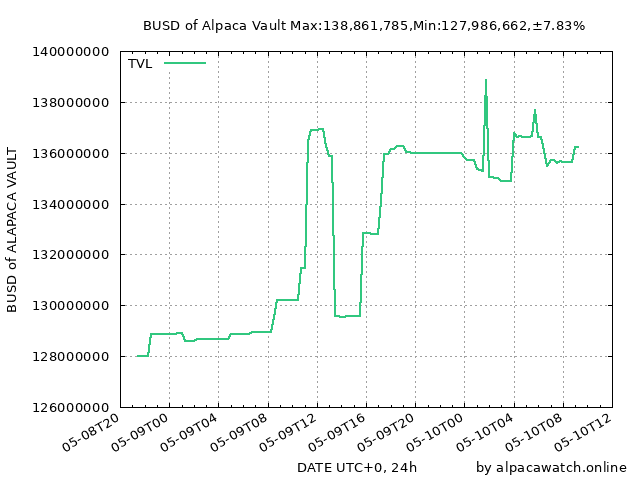 BUSD of Alpaca Vault Max:138,861,785,Min:127,986,662,±7.83%
140000000
TVL
138000000
136000000
134000000
132000000
130000000
128000000
126000000
BUSD of ALAPACA VAULT
05-08T20
05-09T00
05-09T04
05-09T08
05-09T12
05-09T16
05-09T20
05-10T00
05-10T04
05-10T08
05-10T12
DATE UTC+0, 24h
by alpacawatch.online